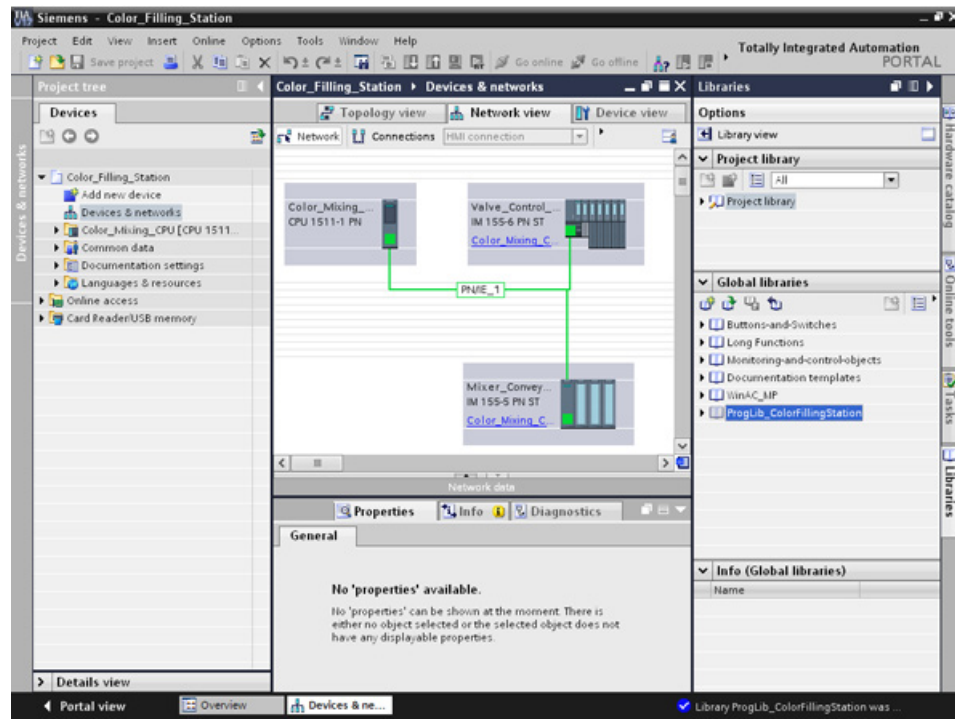 Siemens - Color_Filling_Station
Project Edit View Insert Online Options Tools Window Help
Save project Go online Go offline
Totally Integrated Automation
PORTAL
Project tree
Devices
Color_Filling_Station
Add new device
Devices & networks
Color_Mixing_CPU [CPU 1511...
Common data
Documentation settings
Languages & resources
Online access
Card Reader/USB memory
Details view
Devices & networks
Color_Filling_Station Devices & networks
Topology view Network view Device view
Network Connections HMI connection
Color_Mixing_...
CPU 1511-1 PN
Valve_Control_...
IM 155-6 PN ST
Color_Mixing_C...
PN/IE_1
Mixer_Convey...
IM 155-5 PN ST
Color_Mixing_C...
Network data
Properties Info Diagnostics
General
No 'properties' available.
No 'properties' can be shown at the moment. There is
either no object selected or the selected object does not
have any displayable properties.
Libraries
Options
Library view
Project library
All
Project library
Global libraries
Buttons-and-Switches
Long Functions
Monitoring-and-control-objects
Documentation templates
WinAC_MP
ProgLib_ColorFillingStation
Info (Global libraries)
Name
Hardware catalog
Online tools
Tasks
Libraries
Portal view Overview Devices & ne...
Library ProgLib_ColorFillingStation was ...